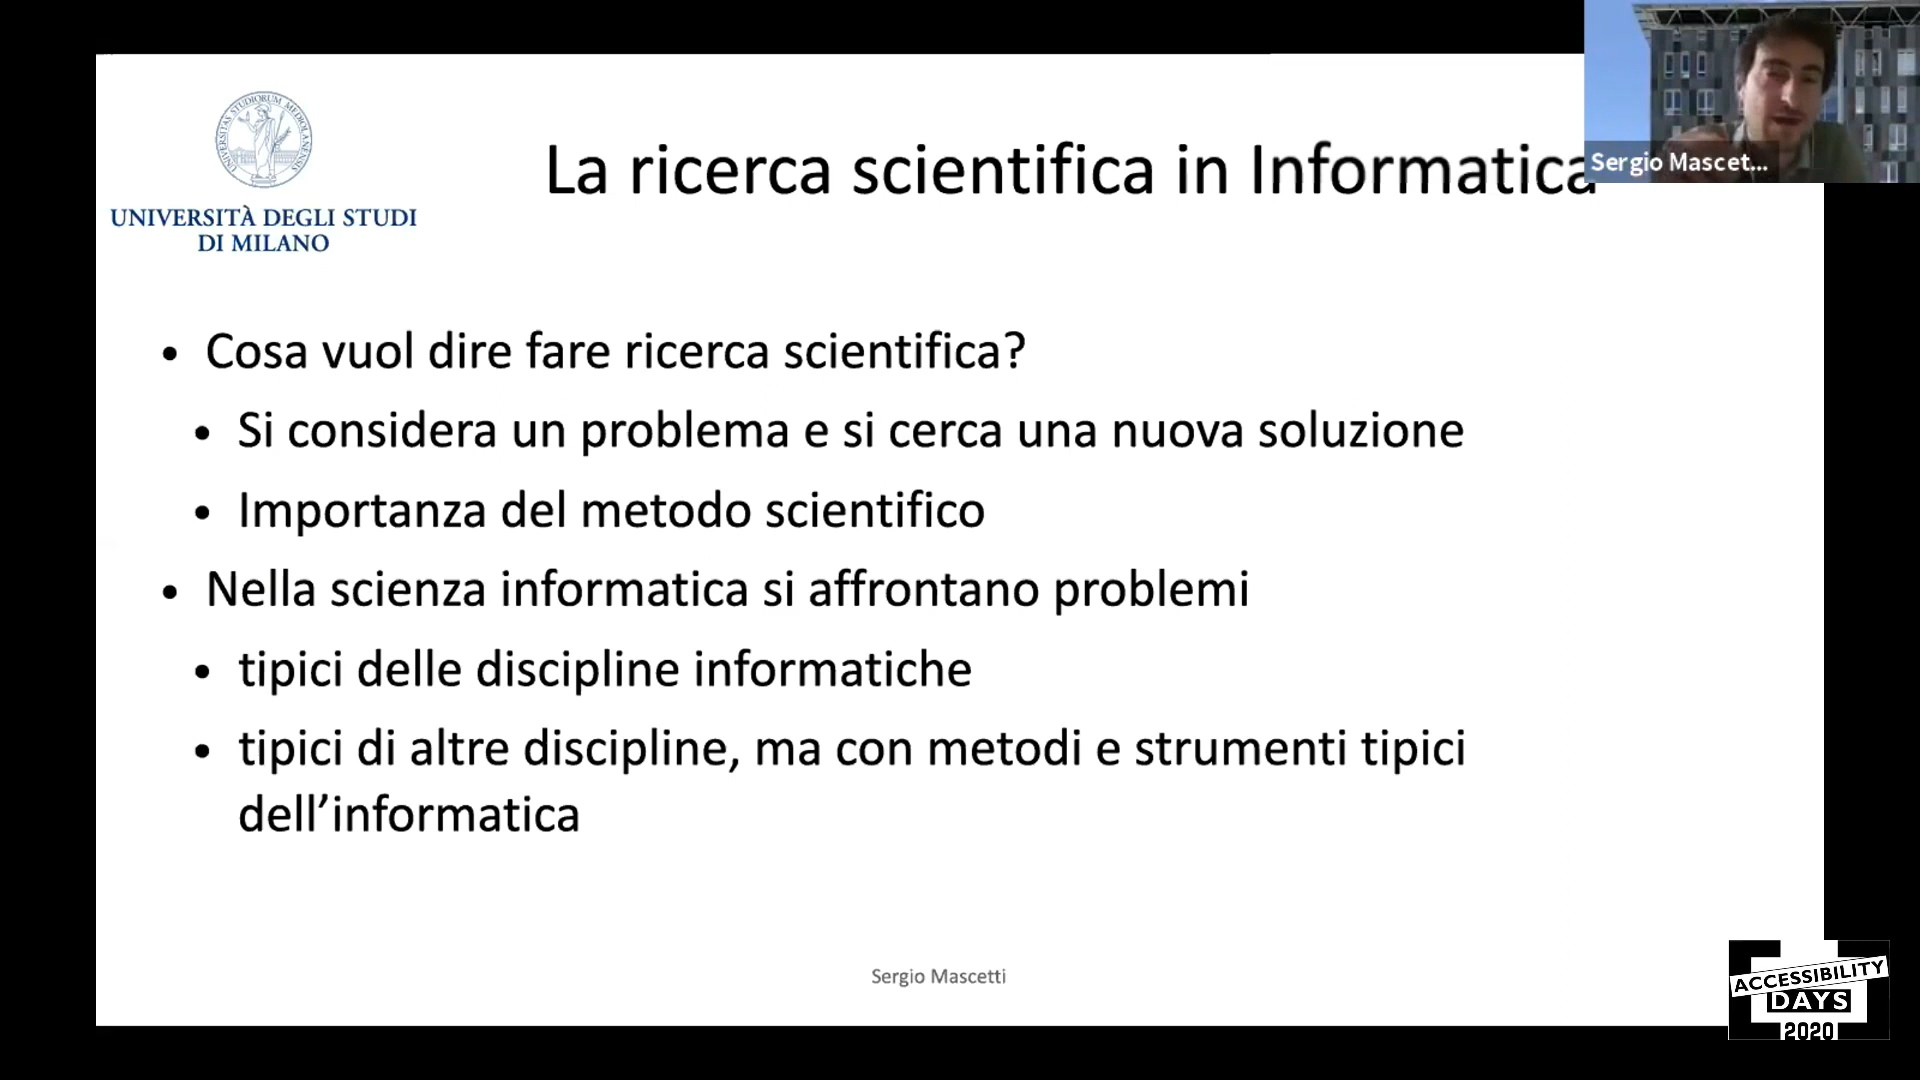 La ricerca scientifica in Informatica
Sergio Mascet...
UNIVERSITAS STUDIORUM MEDIOLANENSIS
UNIVERSITÀ DEGLI STUDI
DI MILANO
• Cosa vuol dire fare ricerca scientifica?
• Si considera un problema e si cerca una nuova soluzione
• Importanza del metodo scientifico
• Nella scienza informatica si affrontano problemi
• tipici delle discipline informatiche
• tipici di altre discipline, ma con metodi e strumenti tipici
dell’informatica
Sergio Mascetti
ACCESSIBILITY
DAYS
2020